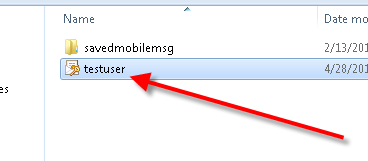 Name
Date mo
savedmobilemsg
2/13/201
testuser
4/28/201
es